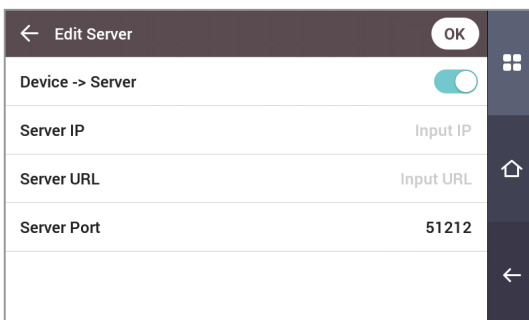 Edit Server
OK
Device -> Server
Server IP Input IP
Server URL Input URL
Server Port 51212